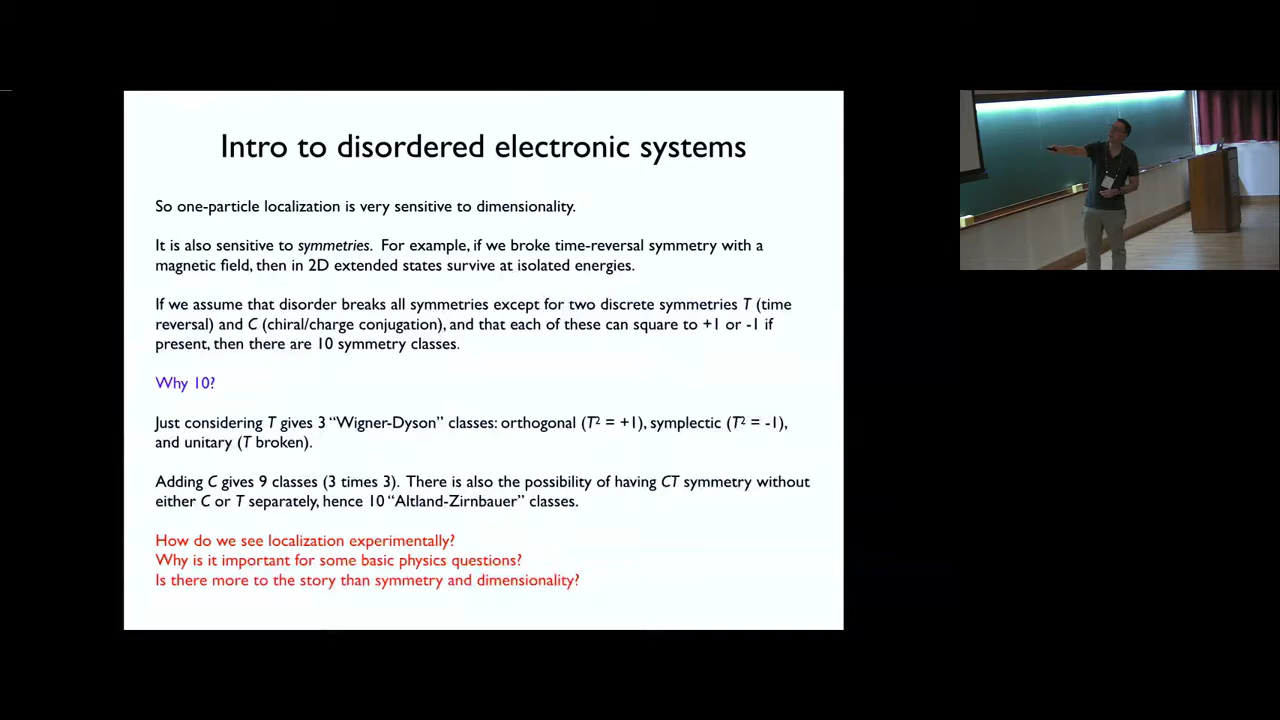 Intro to disordered electronic systems
So one-particle localization is very sensitive to dimensionality.
It is also sensitive to symmetries. For example, if we broke time-reversal symmetry with a
magnetic field, then in 2D extended states survive at isolated energies.
If we assume that disorder breaks all symmetries except for two discrete symmetries T (time
reversal) and C (chiral/charge conjugation), and that each of these can square to +1 or -1 if
present, then there are 10 symmetry classes.
Why 10?
Just considering T gives 3 “Wigner-Dyson” classes: orthogonal (T² = +1), symplectic (T² = -1),
and unitary (T broken).
Adding C gives 9 classes (3 times 3). There is also the possibility of having CT symmetry without
either C or T separately, hence 10 “Altland-Zirnbauer” classes.
How do we see localization experimentally?
Why is it important for some basic physics questions?
Is there more to the story than symmetry and dimensionality?